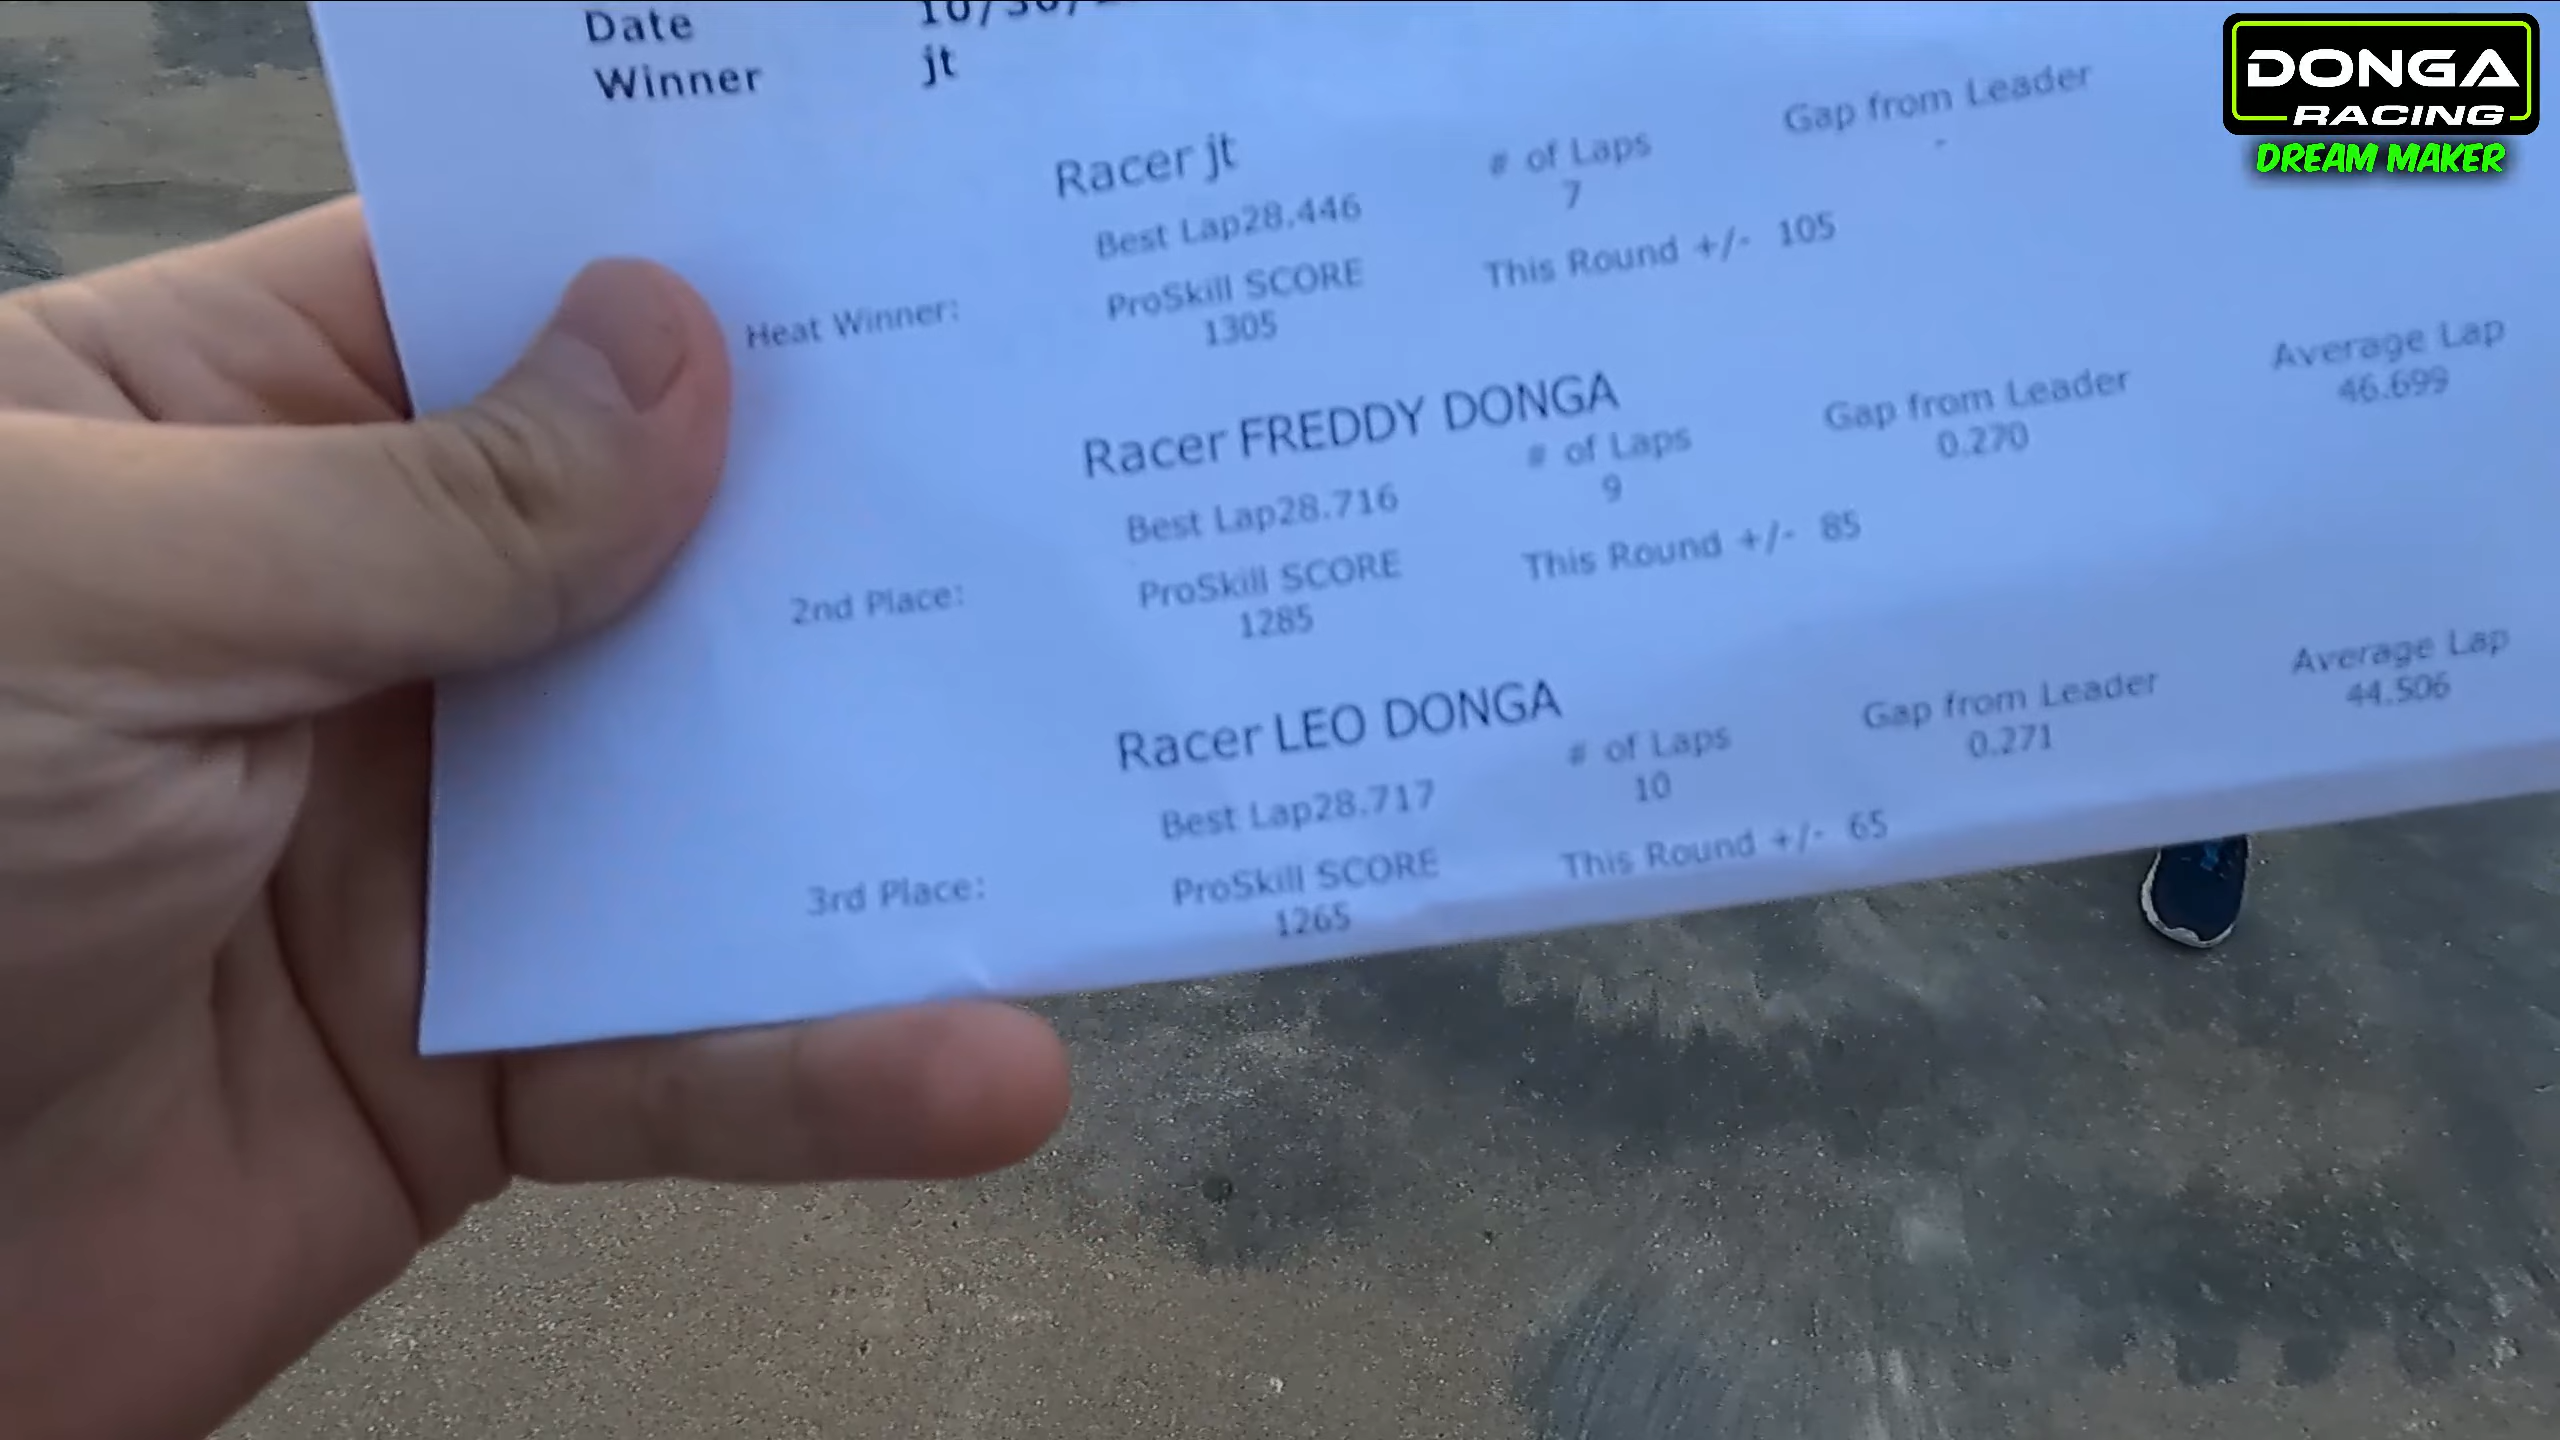 Date
Winner jt
DONGA
RACING
DREAM MAKER
Racer jt
# of Laps
7
Gap from Leader
-
Best Lap28.446
Heat Winner:
ProSkill SCORE
1305
This Round +/- 105
Racer FREDDY DONGA
# of Laps
9
Gap from Leader
0.270
Average Lap
46.699
Best Lap28.716
2nd Place:
ProSkill SCORE
1285
This Round +/- 85
Racer LEO DONGA
# of Laps
10
Gap from Leader
0.271
Average Lap
44.506
Best Lap28.717
3rd Place:
ProSkill SCORE
1265
This Round +/- 65